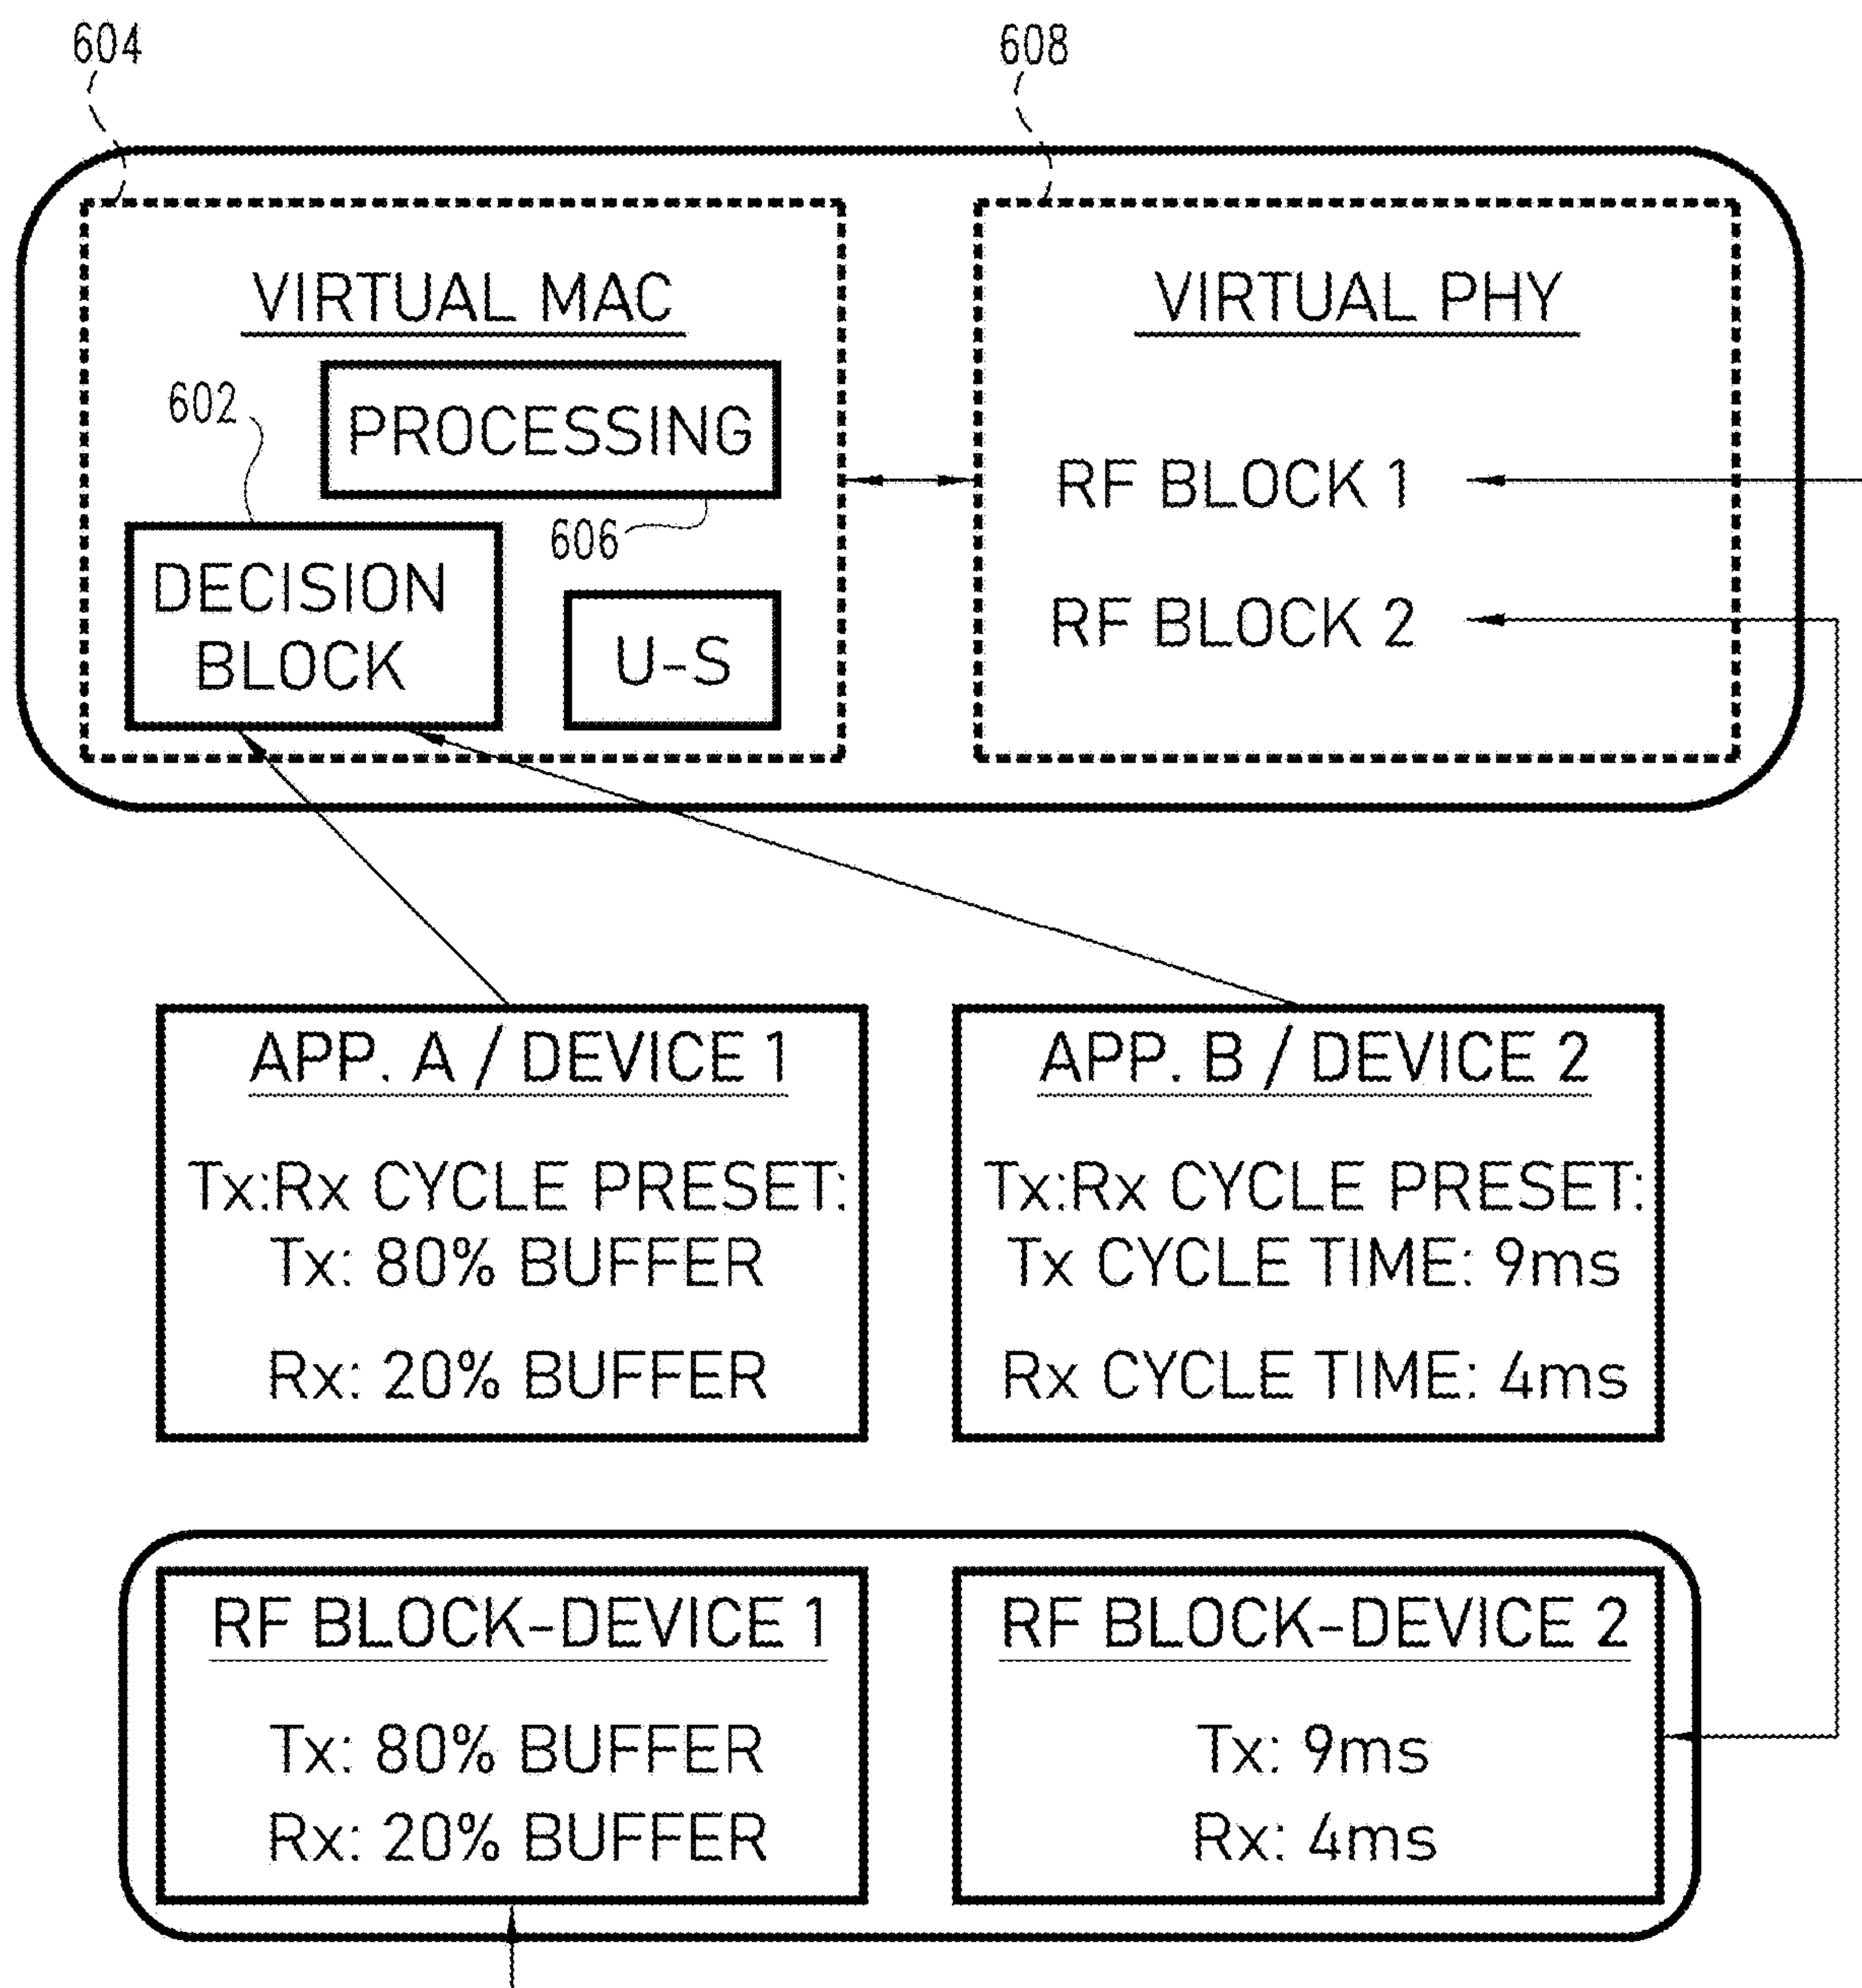 604
608
VIRTUAL MAC
VIRTUAL PHY
602
PROCESSING
RF BLOCK 1
606
DECISION
BLOCK
U-S
RF BLOCK 2
APP. A / DEVICE 1
Tx:Rx CYCLE PRESET:
Tx: 80% BUFFER
Rx: 20% BUFFER
APP. B / DEVICE 2
Tx:Rx CYCLE PRESET:
Tx CYCLE TIME: 9ms
Rx CYCLE TIME: 4ms
RF BLOCK-DEVICE 1
Tx: 80% BUFFER
Rx: 20% BUFFER
RF BLOCK-DEVICE 2
Tx: 9ms
Rx: 4ms